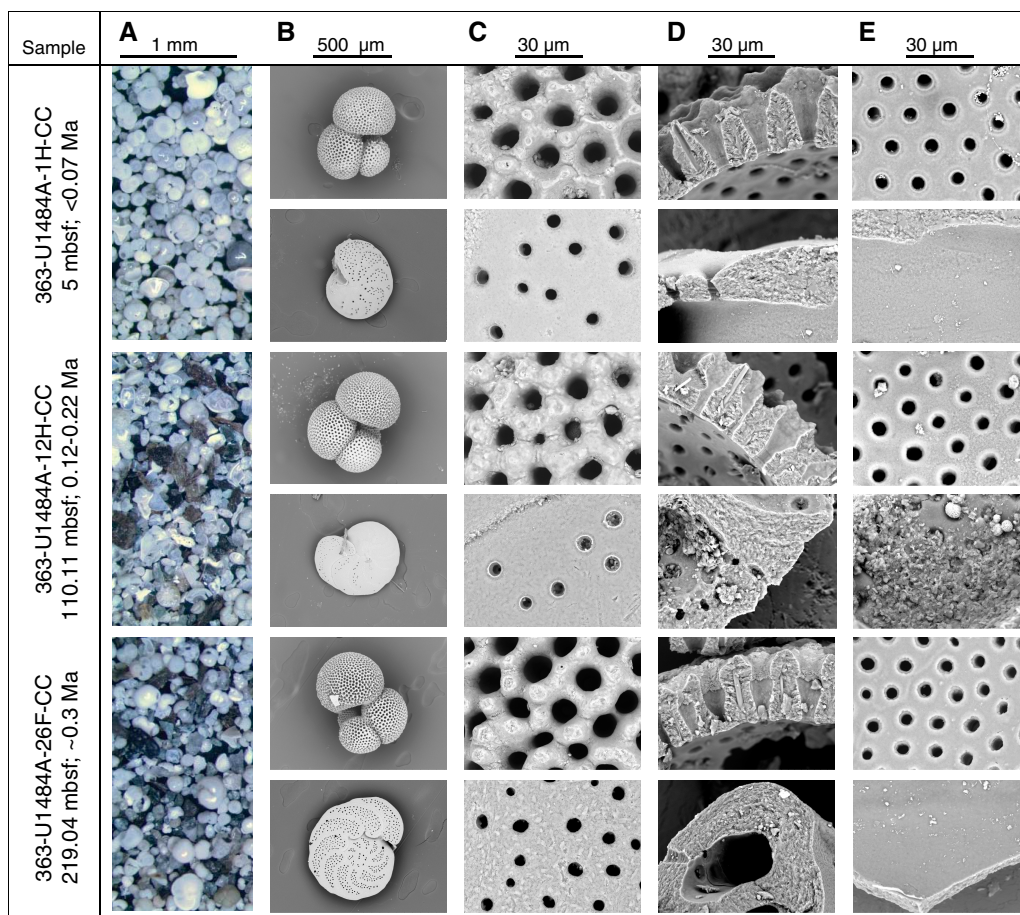 Sample
A 1 mm
B 500 µm
C 30 µm
D 30 µm
E 30 µm
363-U1484A-1H-CC
5 mbsf; <0.07 Ma
363-U1484A-12H-CC
110.11 mbsf; 0.12-0.22 Ma
363-U1484A-26F-CC
219.04 mbsf; ~0.3 Ma